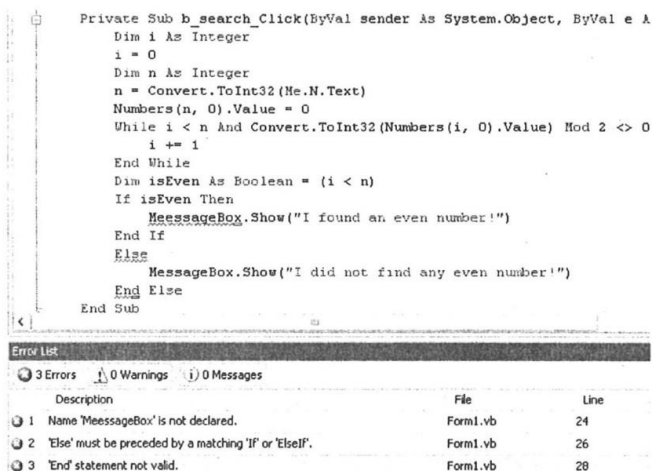 Private Sub b_search_Click(ByVal sender As System.Object, ByVal e A
Dim i As Integer
i = 0
Dim n As Integer
n = Convert.ToInt32(Me.N.Text)
Numbers(n, 0).Value = 0
While i < n And Convert.ToInt32(Numbers(i, 0).Value) Mod 2 <> 0
i += 1
End While
Dim isEven As Boolean = (i < n)
If isEven Then
MeessageBox.Show("I found an even number!")
End If
Else
MessageBox.Show("I did not find any even number!")
End Else
End Sub
Error List
3 Errors 0 Warnings 0 Messages
Description File Line
1 Name 'MeessageBox' is not declared. Form1.vb 24
2 'Else' must be preceded by a matching 'If' or 'ElseIf'. Form1.vb 26
3 'End' statement not valid. Form1.vb 28